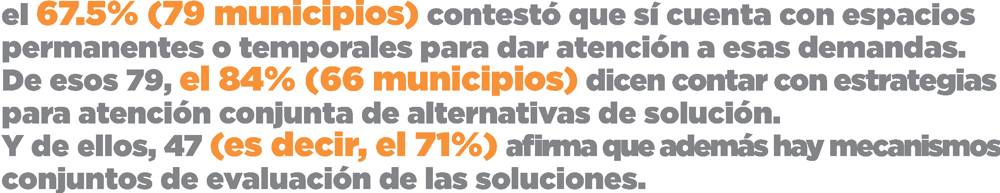 el 67.5% (79 municipios) contestó que sí cuenta con espacios
permanentes o temporales para dar atención a esas demandas.
De esos 79, el 84% (66 municipios) dicen contar con estrategias
para atención conjunta de alternativas de solución.
Y de ellos, 47 (es decir, el 71%) afirma que además hay mecanismos
conjuntos de evaluación de las soluciones.